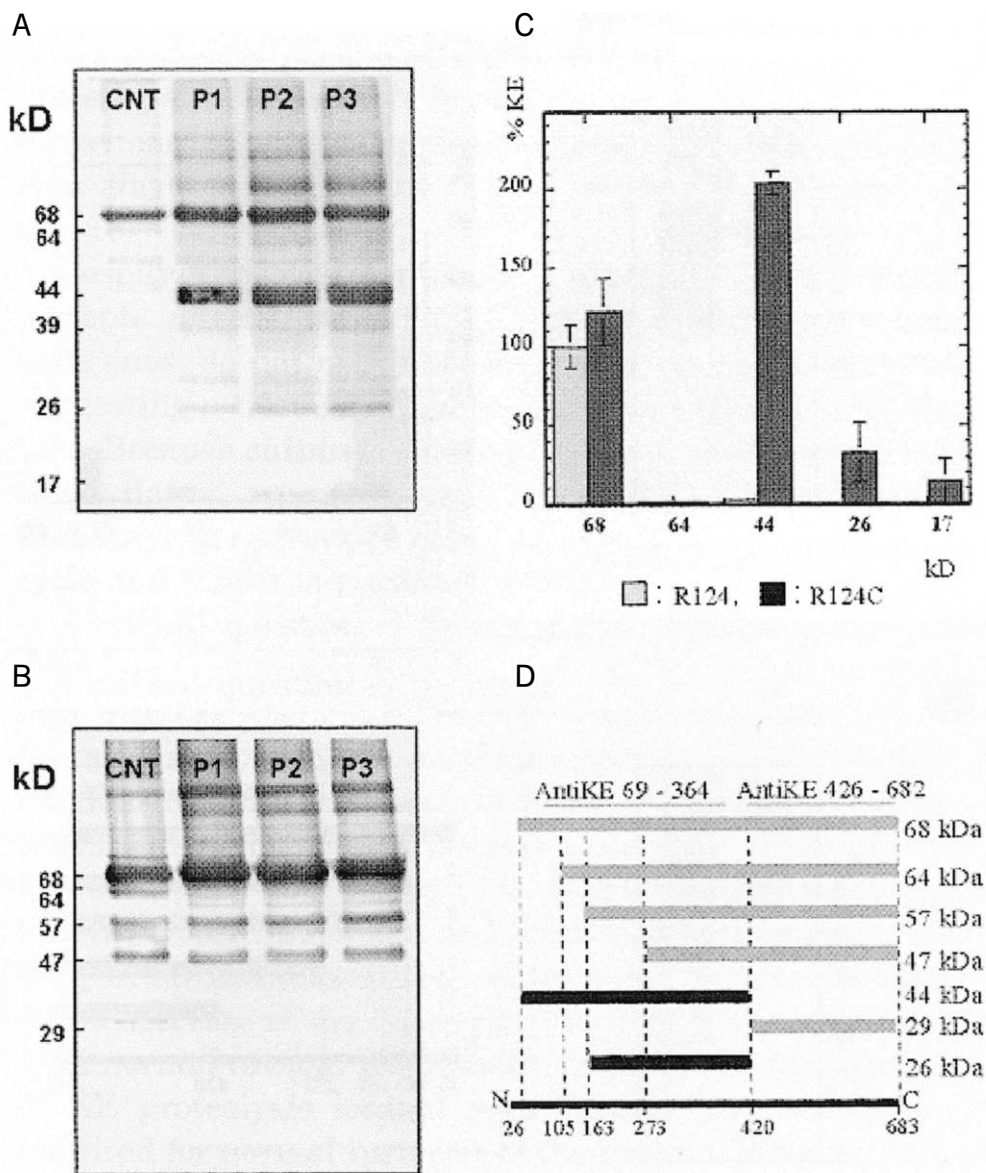 A
kD
CNT P1 P2 P3
68
64
44
39
26
17
C
% KE
200
150
100
50
0
68 64 44 26 17
kD
: R124, : R124C
B
kD
CNT P1 P2 P3
68
64
57
47
29
D
AntiKE 69 - 364 AntiKE 426 - 682
68 kDa
64 kDa
57 kDa
47 kDa
44 kDa
29 kDa
26 kDa
N C
26 105 163 273 420 683